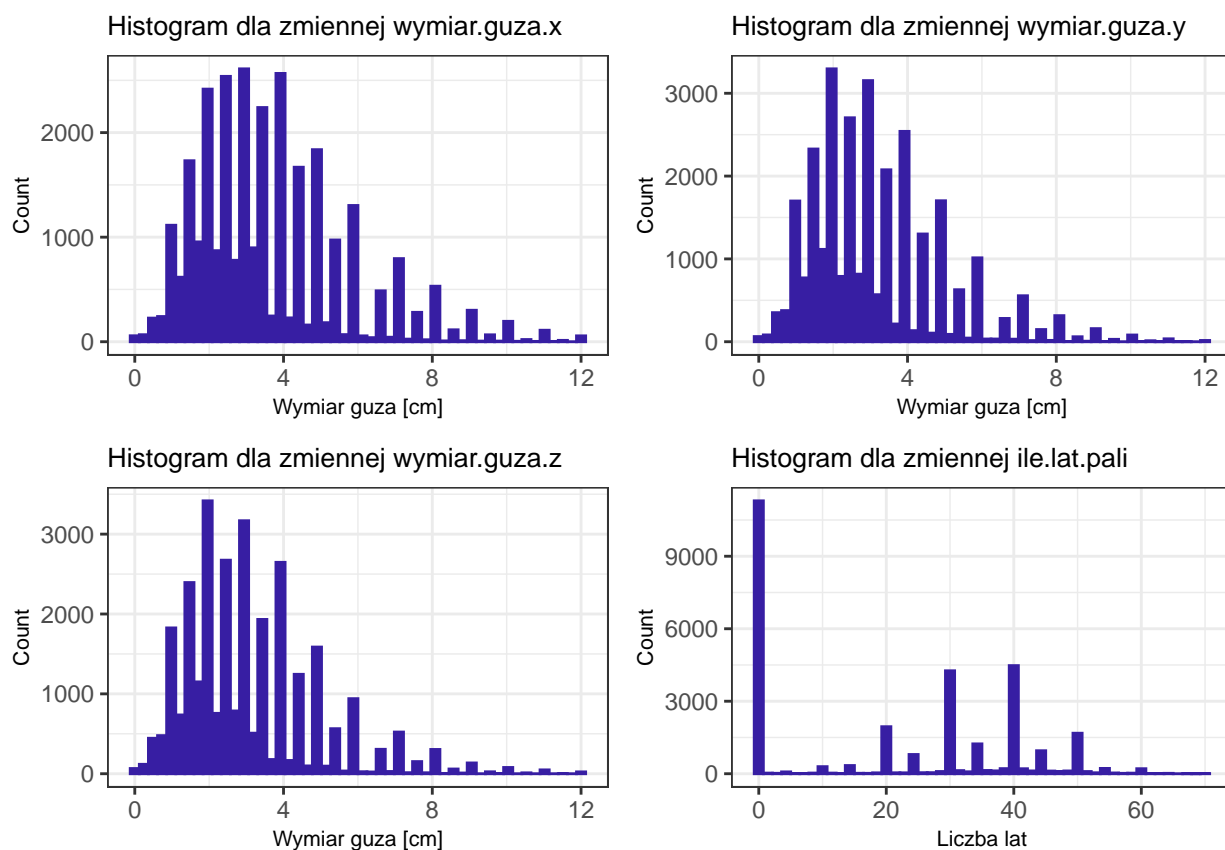 Histogram dla zmiennej wymiar.guza.x
Count
2000
1000
0
0 4 8 12
Wymiar guza [cm]
Histogram dla zmiennej wymiar.guza.y
Count
3000
2000
1000
0
0 4 8 12
Wymiar guza [cm]
Histogram dla zmiennej wymiar.guza.z
Count
3000
2000
1000
0
0 4 8 12
Wymiar guza [cm]
Histogram dla zmiennej ile.lat.pali
Count
9000
6000
3000
0
0 20 40 60
Liczba lat